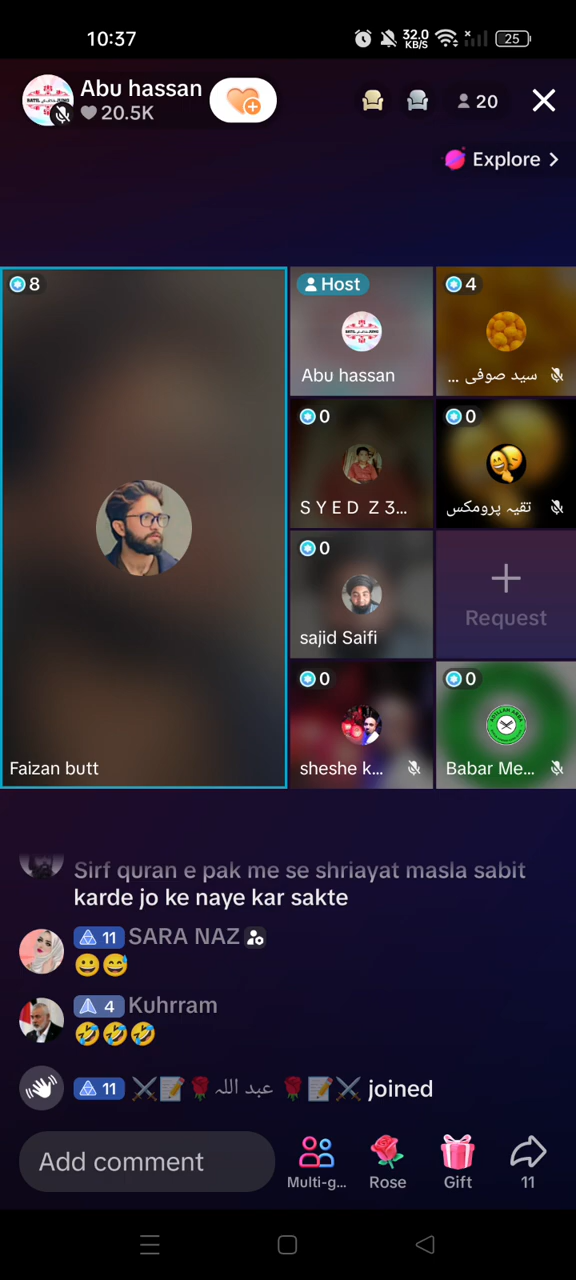 10:37
32.0
KB/S
25
Abu hassan
20.5K
20
Explore
8
Host
4
Abu hassan
سید صوفی ...
0
0
S Y E D Z 3...
تقیہ پرومکس
0
sajid Saifi
Request
0
0
Faizan butt
sheshe k...
Babar Me...
Sirf quran e pak me se shriayat masla sabit
karde jo ke naye kar sakte
11 SARA NAZ
😀😅
4 Kuhrram
🤣🤣🤣
11 ⚔️📝🌹 عبد اللہ 🌹📝⚔️ joined
Add comment
Multi-g...
Rose
Gift
11